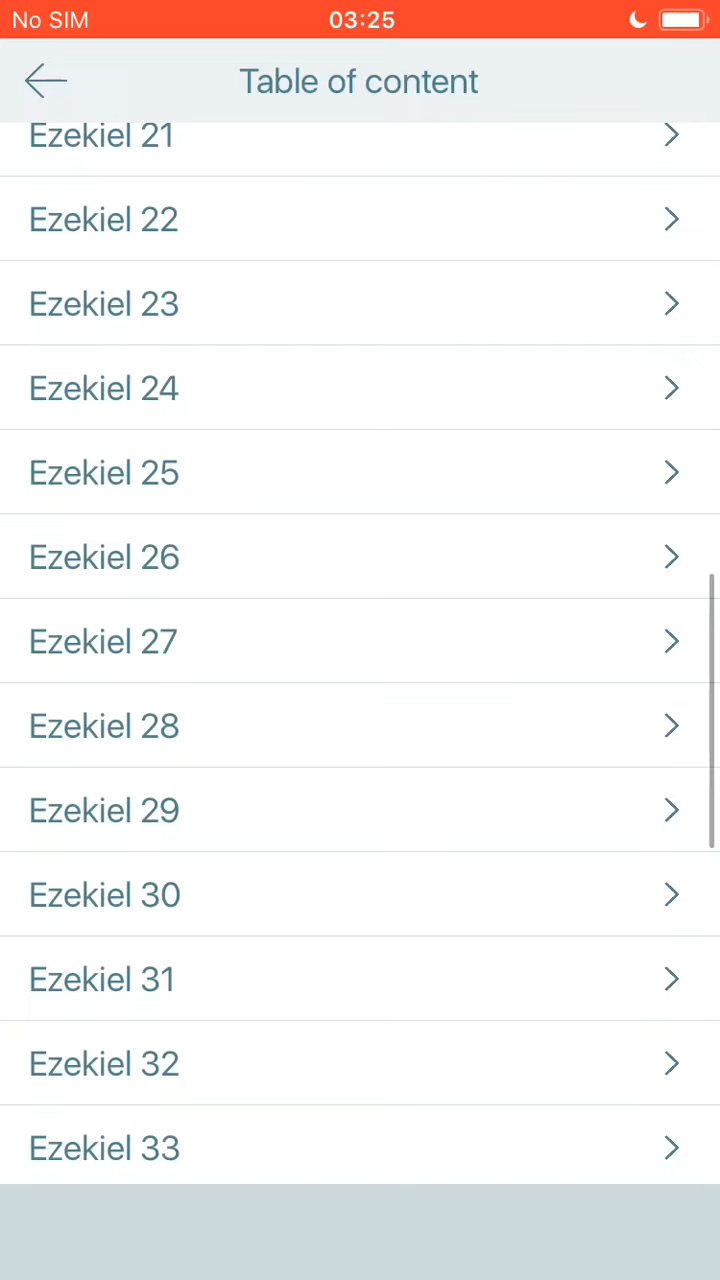 No SIM
03:25
Table of content
Ezekiel 21
Ezekiel 22
Ezekiel 23
Ezekiel 24
Ezekiel 25
Ezekiel 26
Ezekiel 27
Ezekiel 28
Ezekiel 29
Ezekiel 30
Ezekiel 31
Ezekiel 32
Ezekiel 33